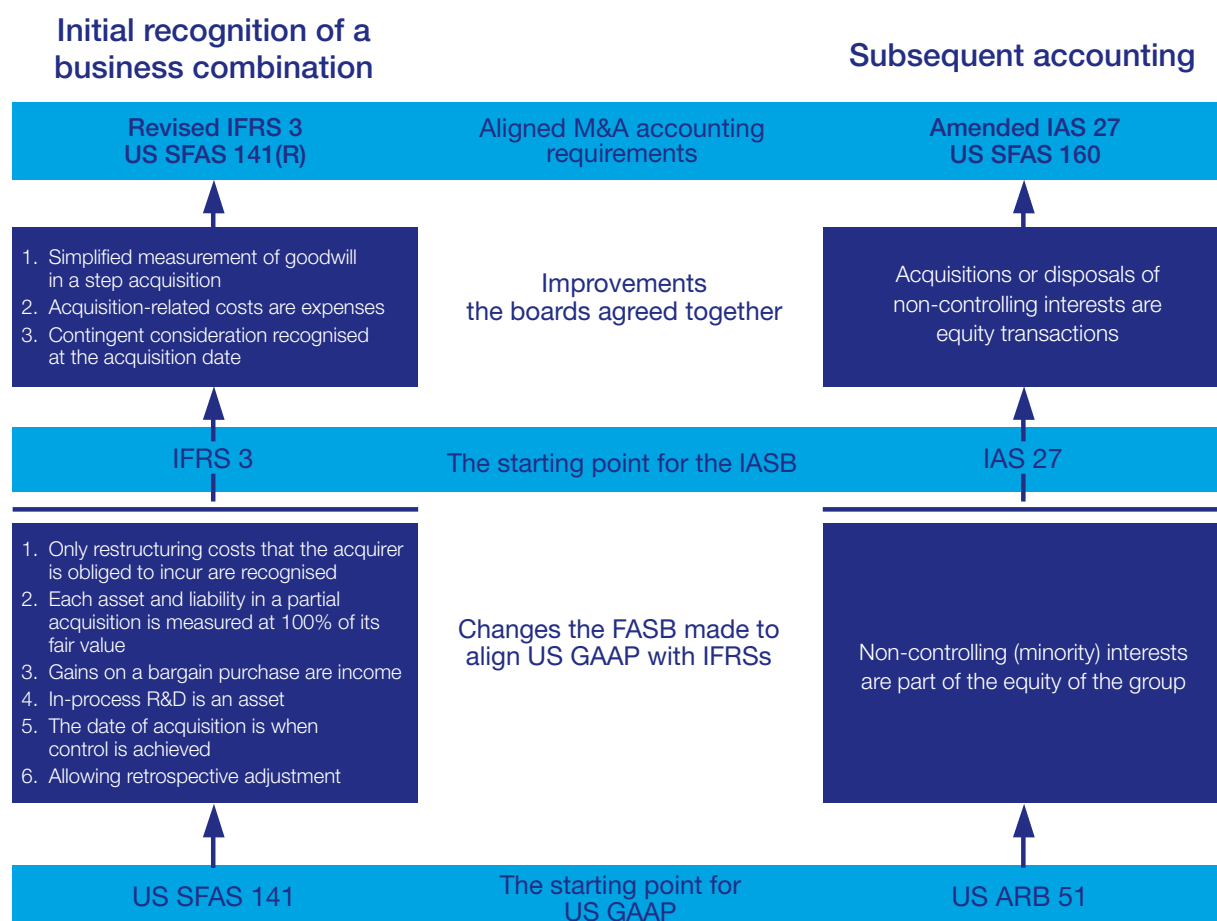 Initial recognition of a
business combination
Subsequent accounting
Revised IFRS 3
US SFAS 141(R)
Aligned M&A accounting
requirements
Amended IAS 27
US SFAS 160
1. Simplified measurement of goodwill
in a step acquisition
2. Acquisition-related costs are expenses
3. Contingent consideration recognised
at the acquisition date
Improvements
the boards agreed together
Acquisitions or disposals of
non-controlling interests are
equity transactions
IFRS 3
The starting point for the IASB
IAS 27
1. Only restructuring costs that the acquirer
is obliged to incur are recognised
2. Each asset and liability in a partial
acquisition is measured at 100% of its
fair value
3. Gains on a bargain purchase are income
4. In-process R&D is an asset
5. The date of acquisition is when
control is achieved
6. Allowing retrospective adjustment
Changes the FASB made to
align US GAAP with IFRSs
Non-controlling (minority) interests
are part of the equity of the group
US SFAS 141
The starting point for
US GAAP
US ARB 51